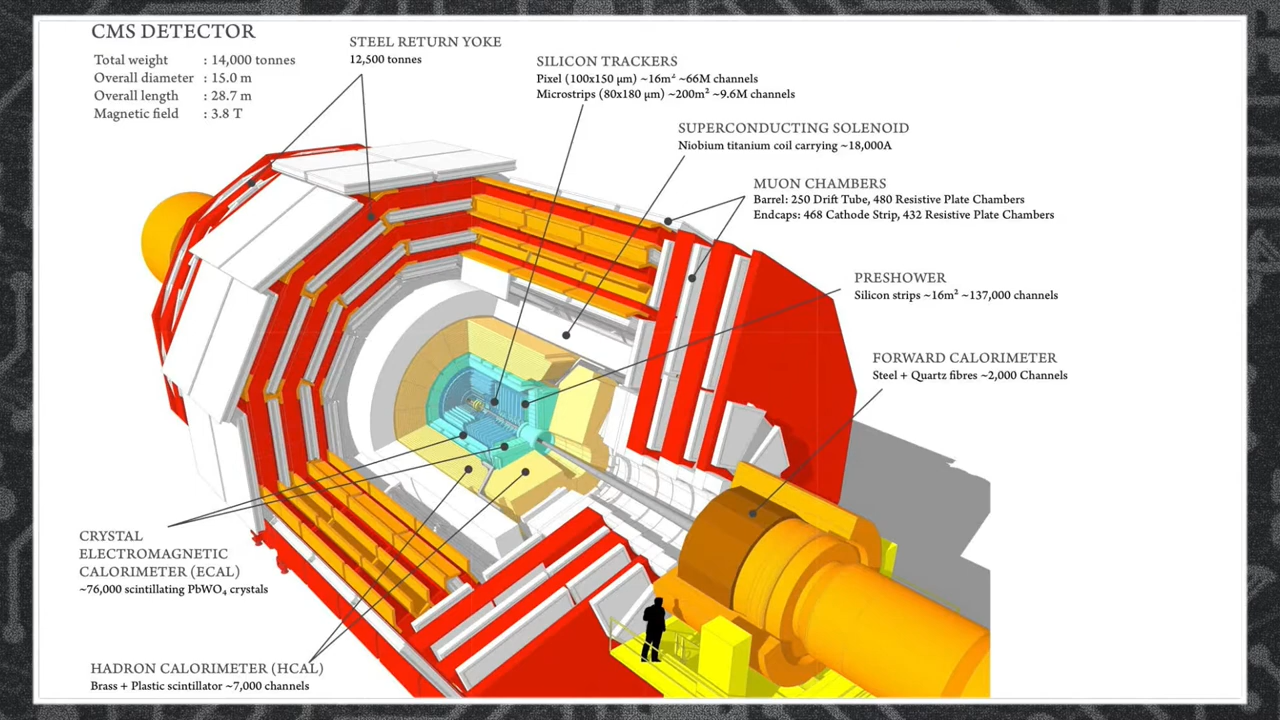 CMS DETECTOR
Total weight : 14,000 tonnes
Overall diameter : 15.0 m
Overall length : 28.7 m
Magnetic field : 3.8 T
STEEL RETURN YOKE
12,500 tonnes
SILICON TRACKERS
Pixel (100x150 μm) ~16m² ~66M channels
Microstrips (80x180 μm) ~200m² ~9.6M channels
SUPERCONDUCTING SOLENOID
Niobium titanium coil carrying ~18,000A
MUON CHAMBERS
Barrel: 250 Drift Tube, 480 Resistive Plate Chambers
Endcaps: 468 Cathode Strip, 432 Resistive Plate Chambers
PRESHOWER
Silicon strips ~16m² ~137,000 channels
FORWARD CALORIMETER
Steel + Quartz fibres ~2,000 Channels
CRYSTAL
ELECTROMAGNETIC
CALORIMETER (ECAL)
~76,000 scintillating PbWO₄ crystals
HADRON CALORIMETER (HCAL)
Brass + Plastic scintillator ~7,000 channels